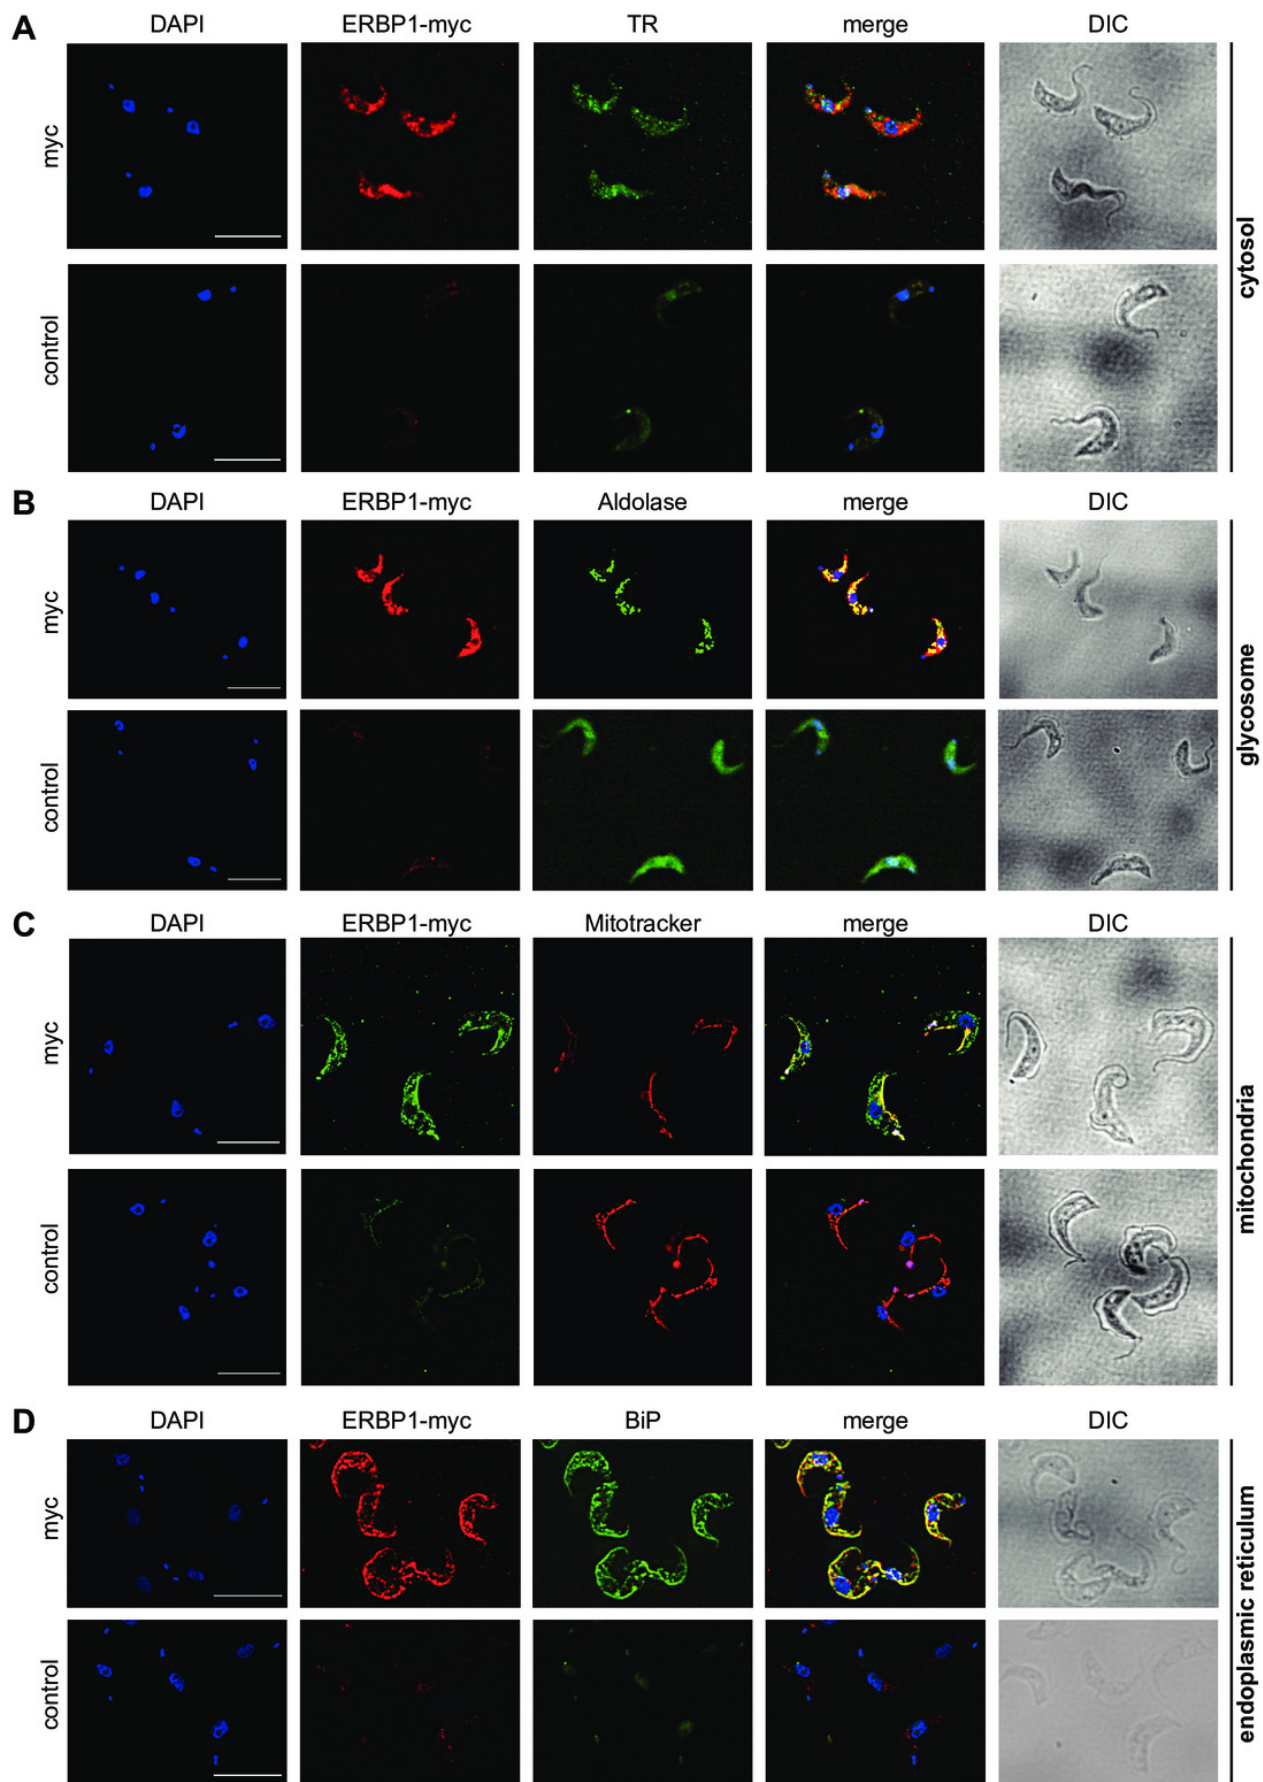 A
DAPI ERBP1-myc TR merge DIC
myc
control
cytosol
B
DAPI ERBP1-myc Aldolase merge DIC
myc
control
glycosome
C
DAPI ERBP1-myc Mitotracker merge DIC
myc
control
mitochondria
D
DAPI ERBP1-myc BiP merge DIC
myc
control
endoplasmic reticulum